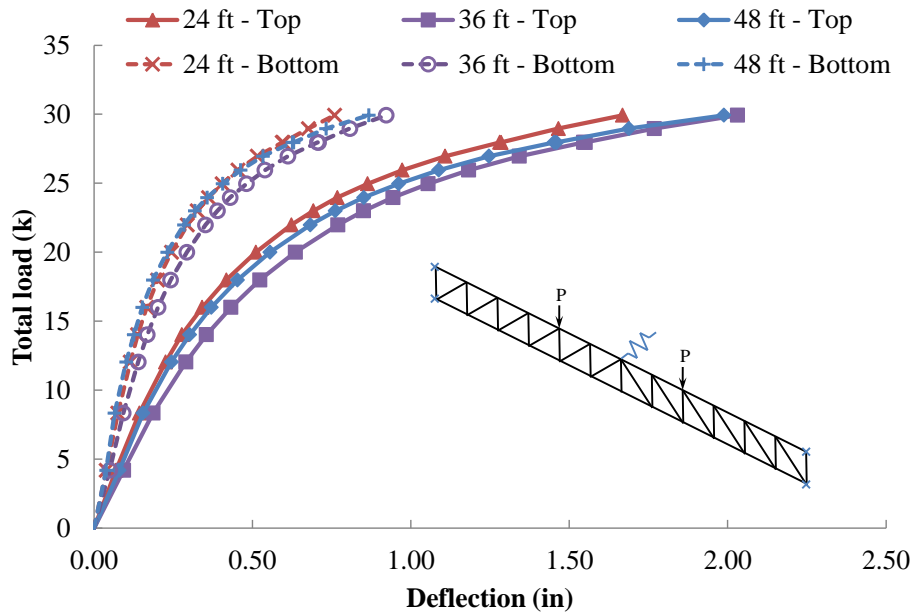 24 ft - Top 36 ft - Top 48 ft - Top
24 ft - Bottom 36 ft - Bottom 48 ft - Bottom
Total load (k)
35
30
25
20
15
10
5
0
P
P
0.00 0.50 1.00 1.50 2.00 2.50
Deflection (in)